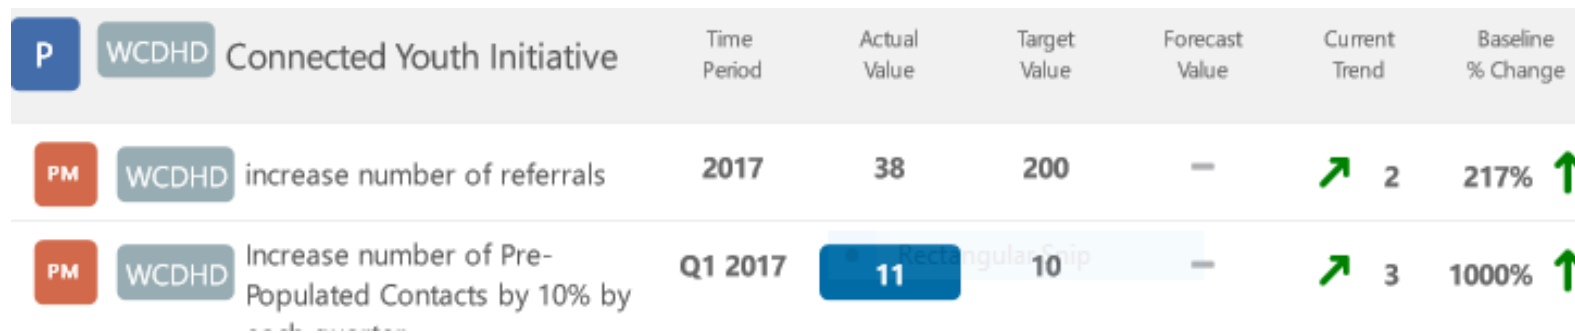 P WCDHD Connected Youth Initiative Time Period Actual Value Target Value Forecast Value Current Trend Baseline % Change
PM WCDHD increase number of referrals 2017 38 200 – 2 217%
PM WCDHD Increase number of Pre- Q1 2017 11 10 – 3 1000%
Populated Contacts by 10% by
each quarter
Rectangular Snip